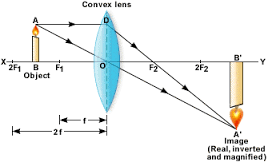 Convex lens
A
D
X
2F1
F1
O
F2
2F2
B'
Y
B
Object
f
2f
A'
Image
(Real, inverted
and magnified)